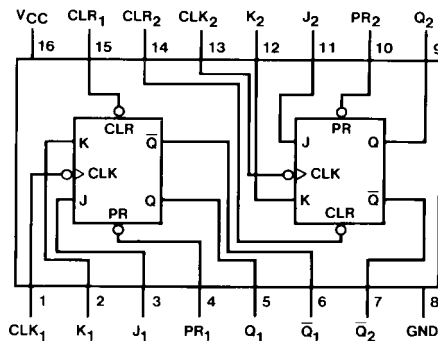 VCC CLR1 CLR2 CLK2 K2 J2 PR2 Q2
16 15 14 13 12 11 10 9
CLR PR
K Q̅ J Q
CLK CLK
J Q K Q̅
PR CLR
1 2 3 4 5 6 7 8
CLK1 K1 J1 PR1 Q1 Q̅1 Q̅2 GND